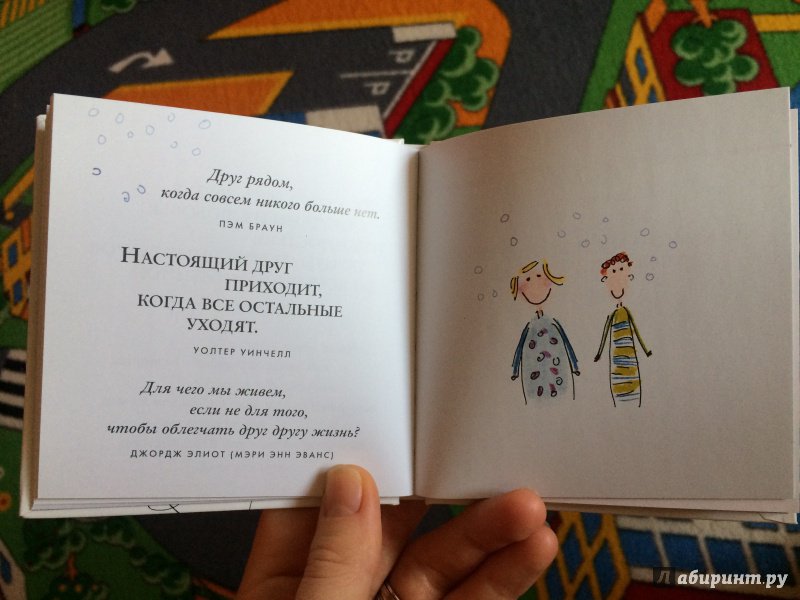 Друг рядом,
когда совсем никого больше нет.
ПЭМ БРАУН
НАСТОЯЩИЙ ДРУГ
ПРИХОДИТ,
КОГДА ВСЕ ОСТАЛЬНЫЕ
УХОДЯТ.
УОЛТЕР УИНЧЕЛЛ
Для чего мы живем,
если не для того,
чтобы облегчать друг другу жизнь?
ДЖОРДЖ ЭЛИОТ (МЭРИ ЭНН ЭВАНС)
Лабиринт.ру